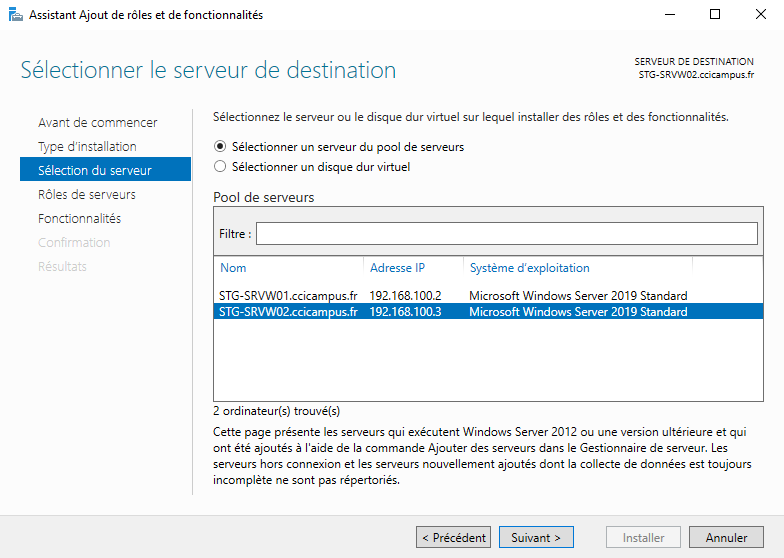 Assistant Ajout de rôles et de fonctionnalités
Sélectionner le serveur de destination
SERVEUR DE DESTINATION
STG-SRVW02.ccicampus.fr
Avant de commencer
Type d'installation
Sélection du serveur
Rôles de serveurs
Fonctionnalités
Confirmation
Résultats
Sélectionnez le serveur ou le disque dur virtuel sur lequel installer des rôles et des fonctionnalités.
Sélectionner un serveur du pool de serveurs
Sélectionner un disque dur virtuel
Pool de serveurs
Filtre :
Nom Adresse IP Système d'exploitation
STG-SRVW01.ccicampus.fr 192.168.100.2 Microsoft Windows Server 2019 Standard
STG-SRVW02.ccicampus.fr 192.168.100.3 Microsoft Windows Server 2019 Standard
2 ordinateur(s) trouvé(s)
Cette page présente les serveurs qui exécutent Windows Server 2012 ou une version ultérieure et qui
ont été ajoutés à l'aide de la commande Ajouter des serveurs dans le Gestionnaire de serveur. Les
serveurs hors connexion et les serveurs nouvellement ajoutés dont la collecte de données est toujours
incomplète ne sont pas répertoriés.
< Précédent Suivant > Installer Annuler